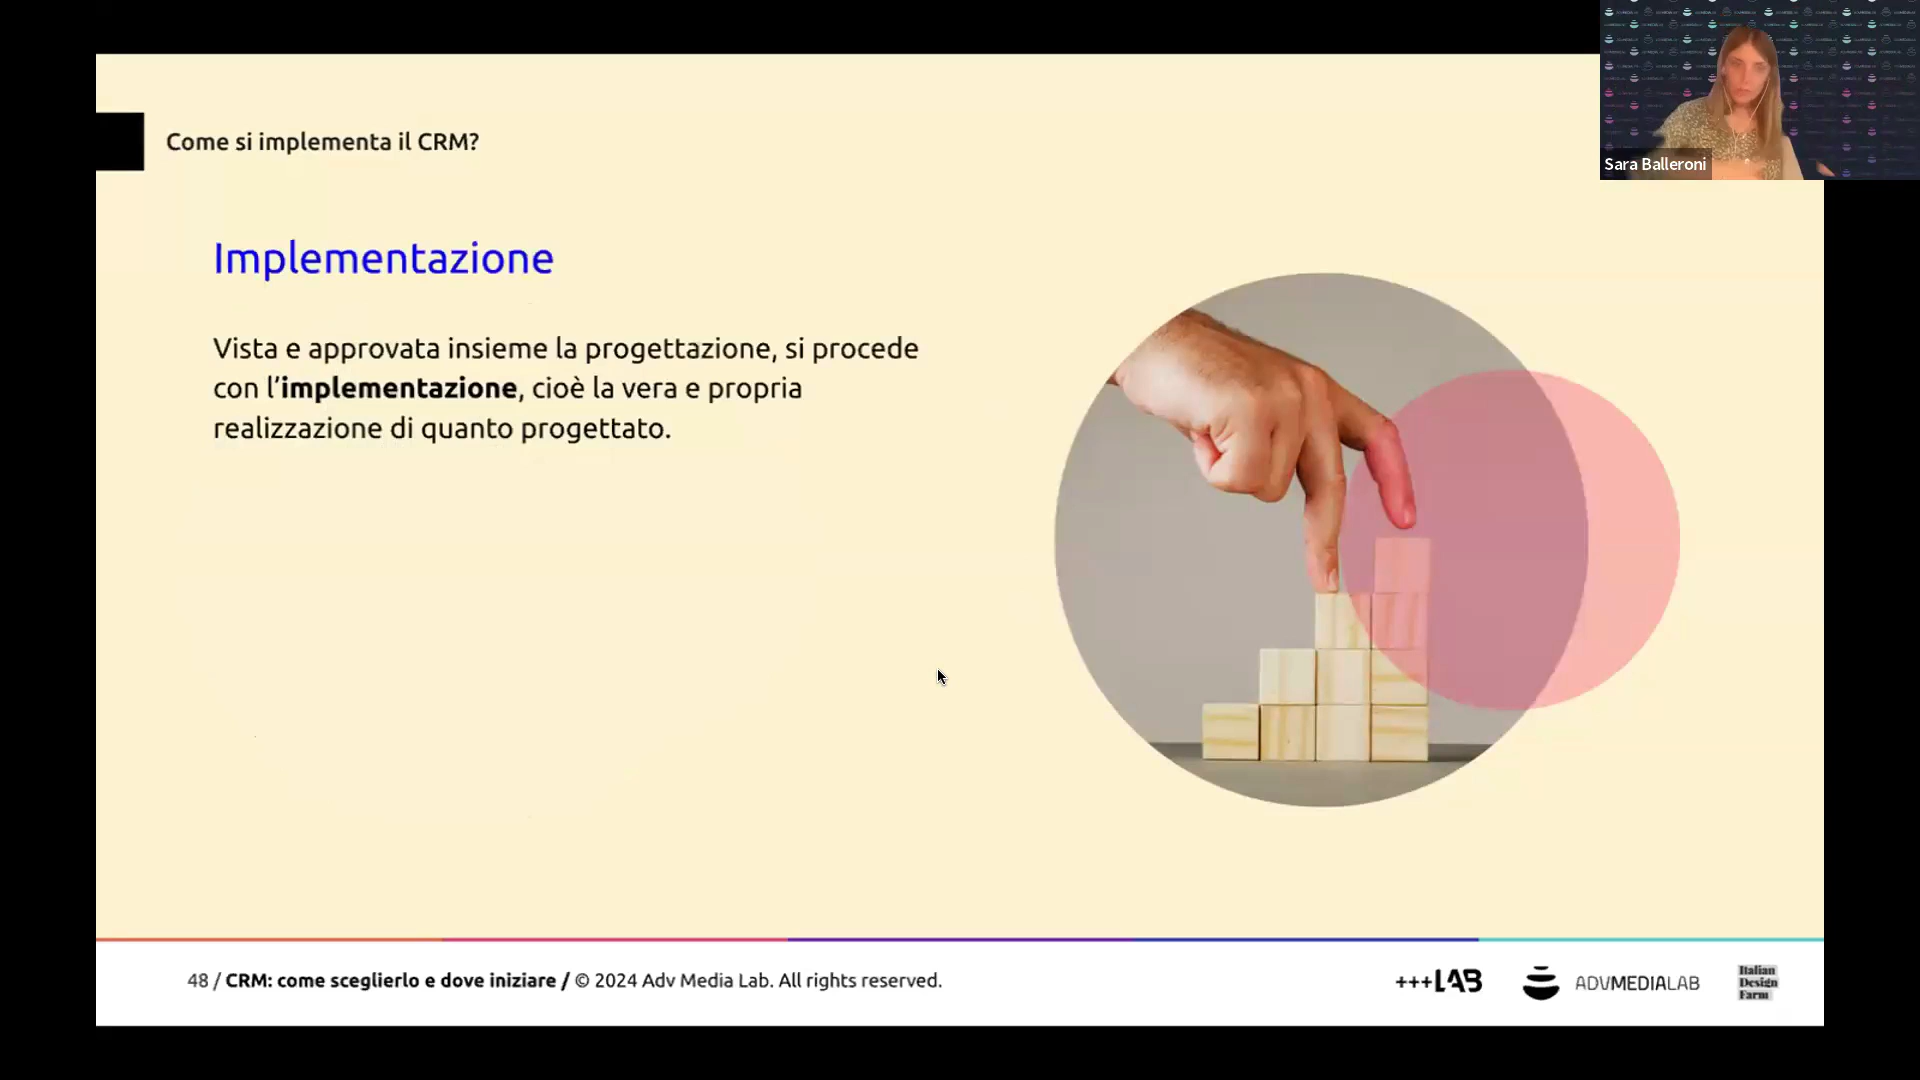 Come si implementa il CRM?
Sara Balleroni
Implementazione
Vista e approvata insieme la progettazione, si procede
con l’implementazione, cioè la vera e propria
realizzazione di quanto progettato.
48 / CRM: come sceglierlo e dove iniziare / © 2024 Adv Media Lab. All rights reserved.
+++LAB
ADVMEDIALAB
Italian
Design
Farm